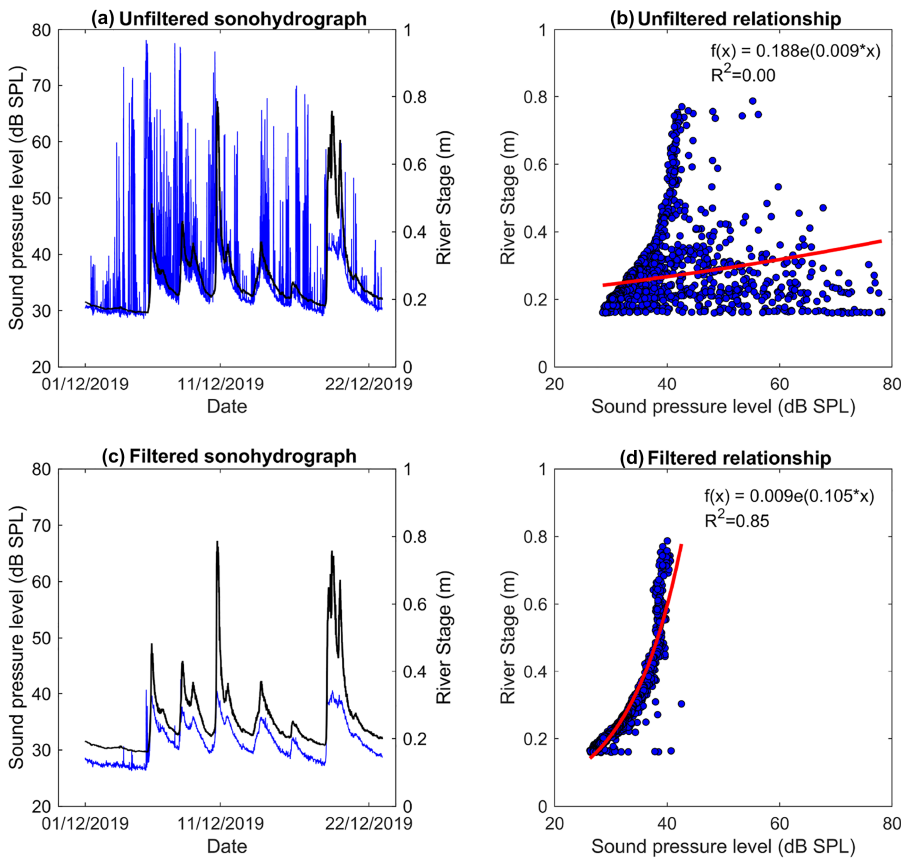 (a) Unfiltered sonohydrograph
80
70
60
50
40
30
20
Sound pressure level (dB SPL)
1
0.8
0.6
0.4
0.2
0
River Stage (m)
01/12/2019 11/12/2019 22/12/2019
Date
(b) Unfiltered relationship
f(x) = 0.188e(0.009*x)
R²=0.00
1
0.8
0.6
0.4
0.2
0
River Stage (m)
20 40 60 80
Sound pressure level (dB SPL)
(c) Filtered sonohydrograph
80
70
60
50
40
30
20
Sound pressure level (dB SPL)
1
0.8
0.6
0.4
0.2
0
River Stage (m)
01/12/2019 11/12/2019 22/12/2019
Date
(d) Filtered relationship
f(x) = 0.009e(0.105*x)
R²=0.85
1
0.8
0.6
0.4
0.2
0
River Stage (m)
20 40 60 80
Sound pressure level (dB SPL)